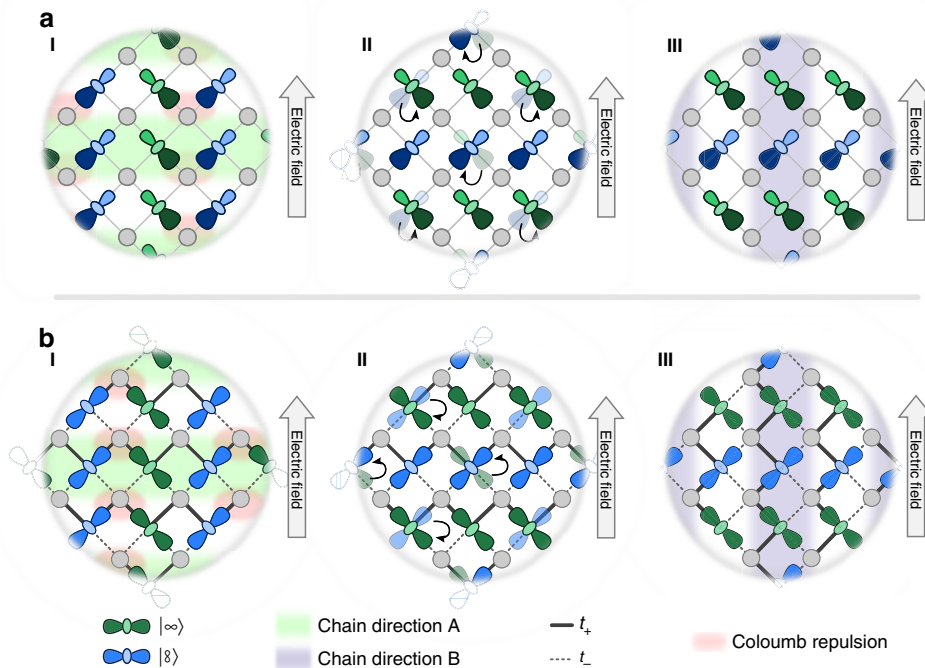 a
I
II
III
Electric field
Electric field
Electric field
b
I
II
III
Electric field
Electric field
Electric field
|∞⟩
Chain direction A
t+
|8⟩
Chain direction B
t−
Coloumb repulsion